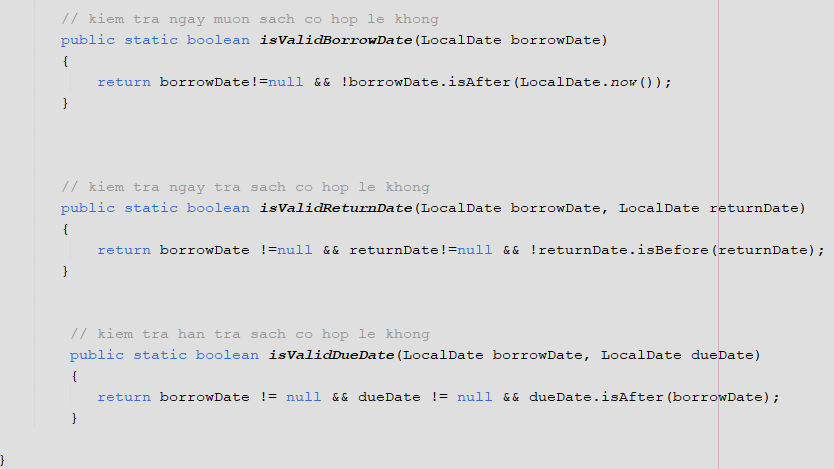 // kiem tra ngay muon sach co hop le khong
public static boolean isValidBorrowDate(LocalDate borrowDate)
{
return borrowDate!=null && !borrowDate.isAfter(LocalDate.now());
}
// kiem tra ngay tra sach co hop le khong
public static boolean isValidReturnDate(LocalDate borrowDate, LocalDate returnDate)
{
return borrowDate !=null && returnDate!=null && !returnDate.isBefore(returnDate);
}
// kiem tra han tra sach co hop le khong
public static boolean isValidDueDate(LocalDate borrowDate, LocalDate dueDate)
{
return borrowDate != null && dueDate != null && dueDate.isAfter(borrowDate);
}
}